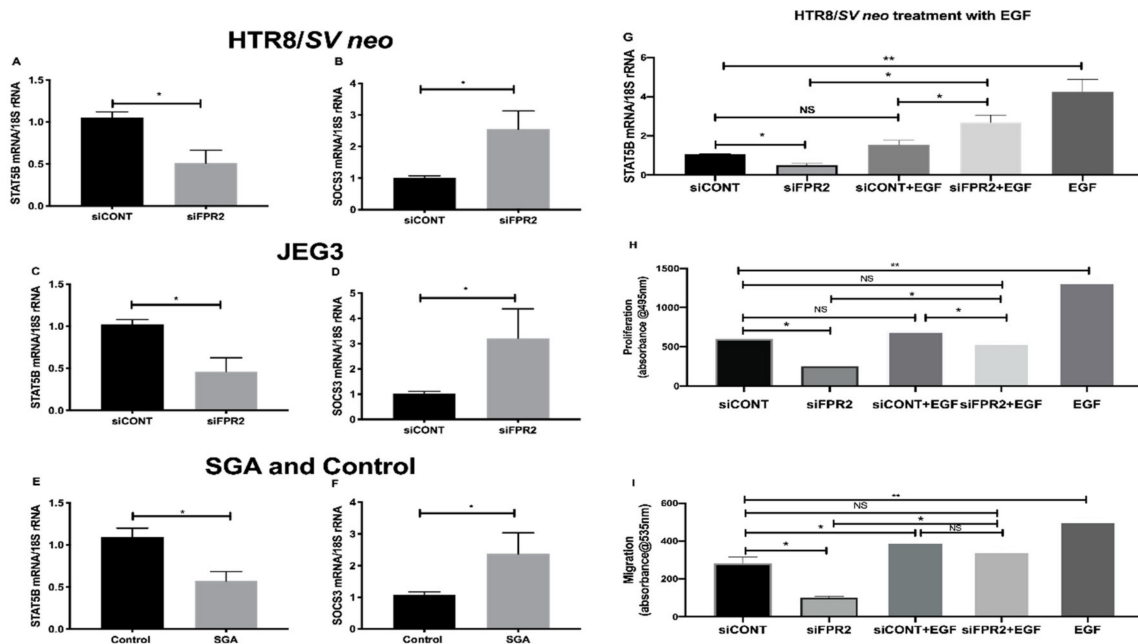 HTR8/SV neo
A
STAT5B mRNA/18S rRNA
1.5
1.0
0.5
0.0
*
siCONT
siFPR2
B
SOCS3 mRNA/18S rRNA
4
3
2
1
0
*
siCONT
siFPR2
JEG3
C
STAT5B mRNA/18S rRNA
1.5
1.0
0.5
0.0
*
siCONT
siFPR2
D
SOCS3 mRNA/18S rRNA
5
4
3
2
1
0
*
siCONT
siFPR2
SGA and Control
E
STAT5B mRNA/18S rRNA
1.5
1.0
0.5
0.0
*
Control
SGA
F
SOCS3 mRNA/18S rRNA
4
3
2
1
0
*
Control
SGA
HTR8/SV neo treatment with EGF
G
STAT5B mRNA/18S rRNA
6
4
2
0
**
*
NS
*
*
siCONT
siFPR2
siCONT+EGF
siFPR2+EGF
EGF
H
Proliferation
(absorbance @495nm)
1500
1000
500
0
**
NS
*
NS
*
*
siCONT
siFPR2
siCONT+EGF
siFPR2+EGF
EGF
I
Migration
(absorbance@535nm)
600
400
200
0
**
NS
*
*
NS
*
siCONT
siFPR2
siCONT+EGF
siFPR2+EGF
EGF